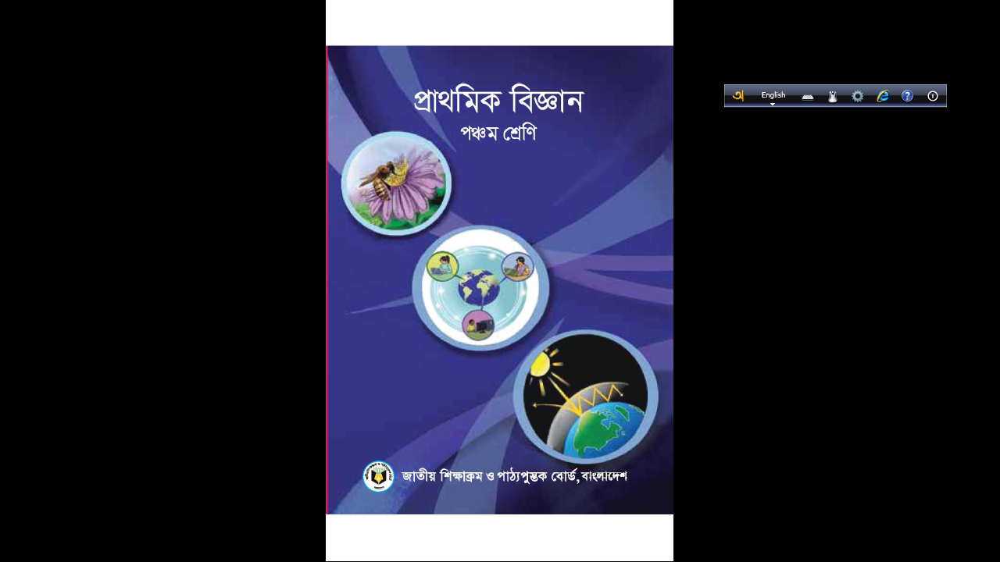 প্রাথমিক বিজ্ঞান
পঞ্চম শ্রেণি
অ English
জাতীয় শিক্ষাক্রম ও পাঠ্যপুস্তক বোর্ড, বাংলাদেশ